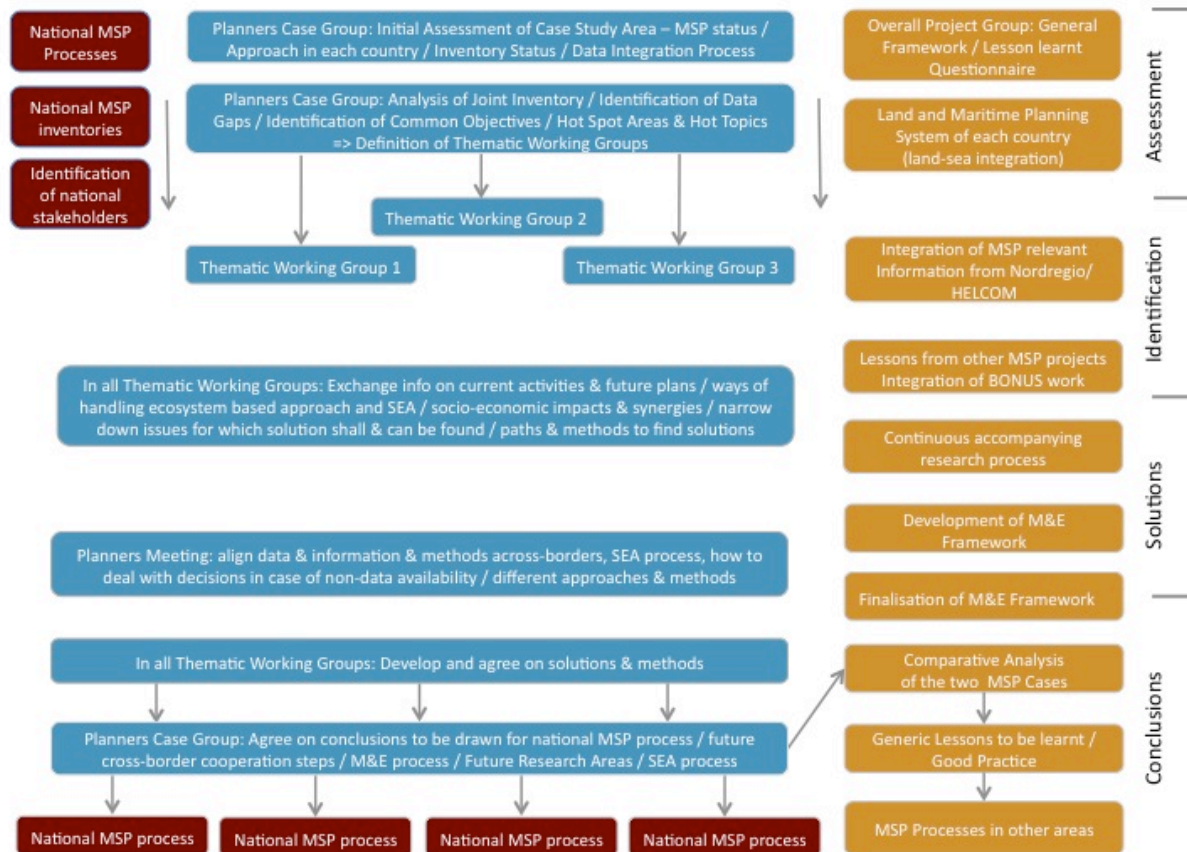 National MSP
Processes
Planners Case Group: Initial Assessment of Case Study Area – MSP status /
Approach in each country / Inventory Status / Data Integration Process
Overall Project Group: General
Framework / Lesson learnt
Questionnaire
Assessment
National MSP
inventories
Planners Case Group: Analysis of Joint Inventory / Identification of Data
Gaps / Identification of Common Objectives / Hot Spot Areas & Hot Topics
=> Definition of Thematic Working Groups
Land and Maritime Planning
System of each country
(land-sea integration)
Identification
of national
stakeholders
Thematic Working Group 2
Thematic Working Group 1
Thematic Working Group 3
Integration of MSP relevant
Information from Nordregio/
HELCOM
Identification
Lessons from other MSP projects
Integration of BONUS work
In all Thematic Working Groups: Exchange info on current activities & future plans / ways of
handling ecosystem based approach and SEA / socio-economic impacts & synergies / narrow
down issues for which solution shall & can be found / paths & methods to find solutions
Continuous accompanying
research process
Solutions
Development of M&E
Framework
Planners Meeting: align data & information & methods across-borders, SEA process, how to
deal with decisions in case of non-data availability / different approaches & methods
Finalisation of M&E Framework
In all Thematic Working Groups: Develop and agree on solutions & methods
Comparative Analysis
of the two MSP Cases
Conclusions
Planners Case Group: Agree on conclusions to be drawn for national MSP process / future
cross-border cooperation steps / M&E process / Future Research Areas / SEA process
Generic Lessons to be learnt /
Good Practice
National MSP process
National MSP process
National MSP process
National MSP process
MSP Processes in other areas